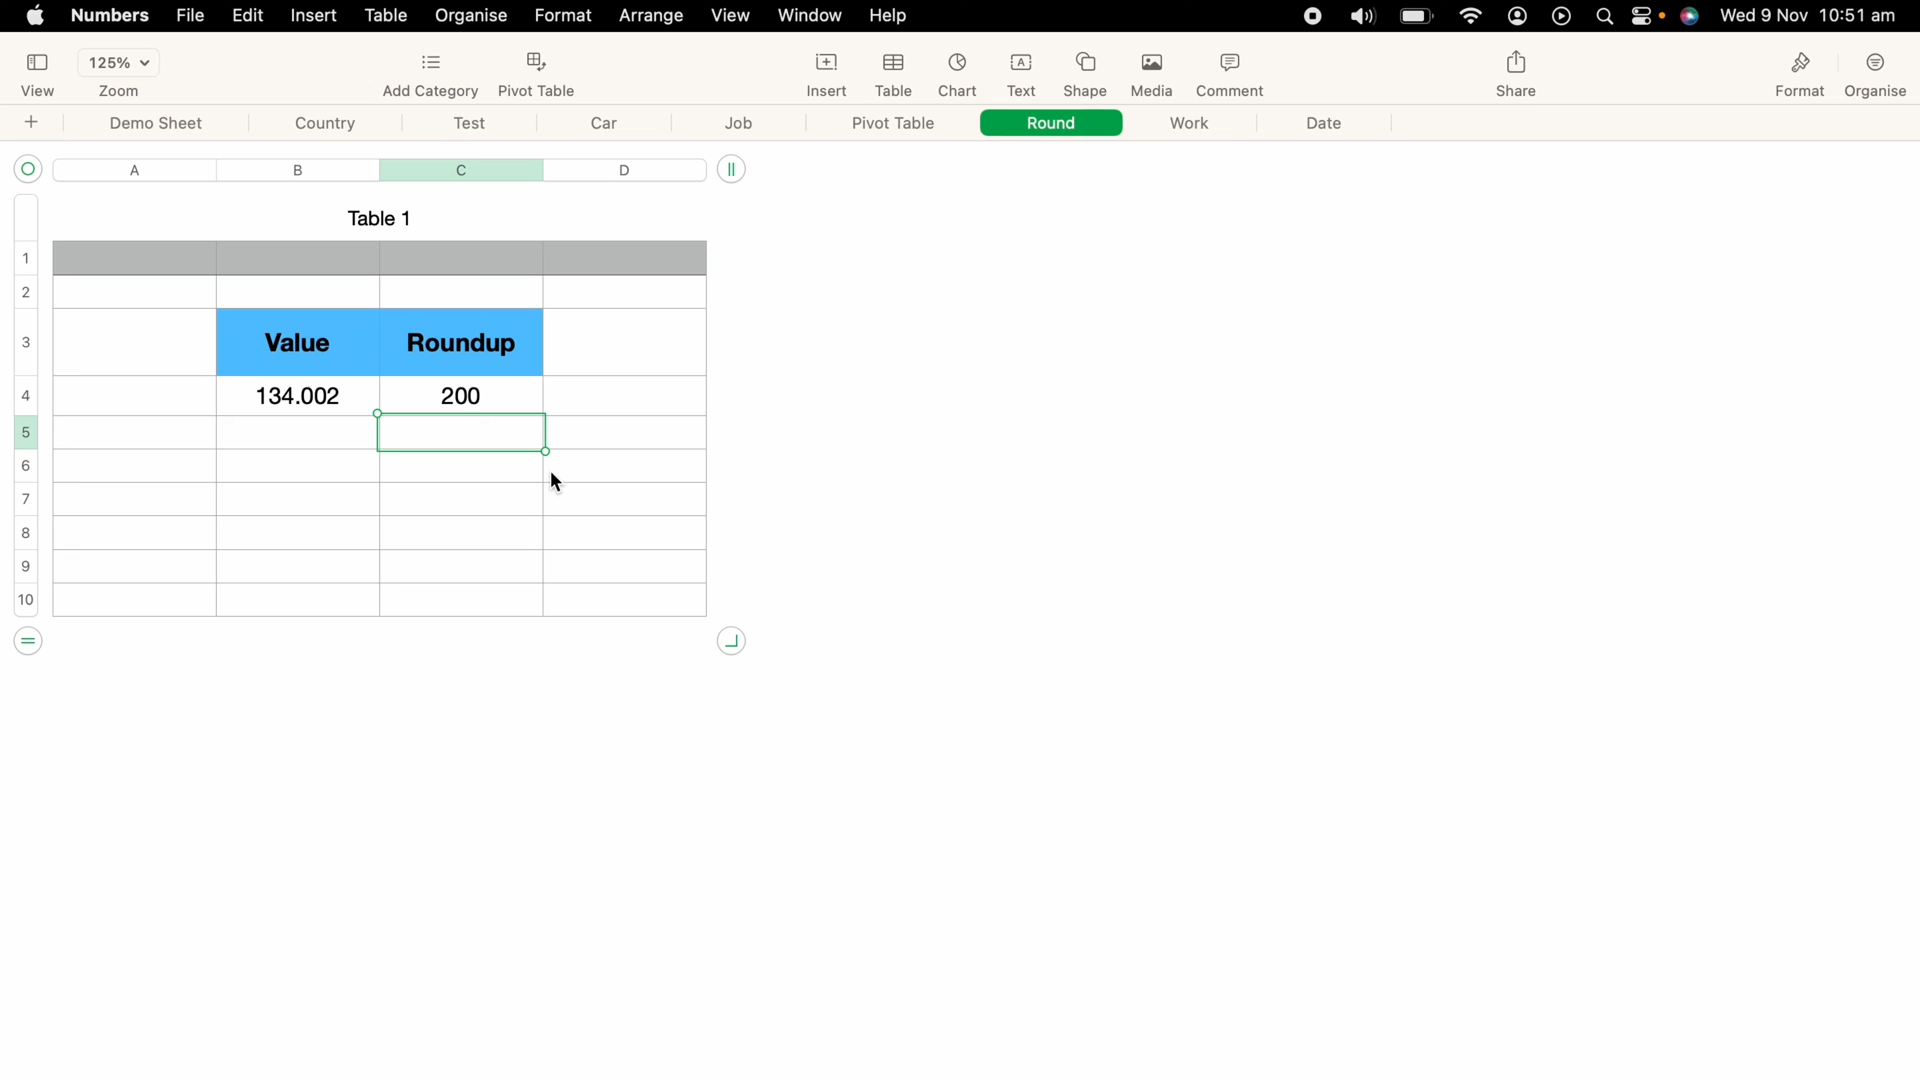 Numbers File Edit Insert Table Organise Format Arrange View Window Help Wed 9 Nov 10:51 am
125%
View Zoom Add Category Pivot Table Insert Table Chart Text Shape Media Comment Share Format Organise
Demo Sheet Country Test Car Job Pivot Table Round Work Date
A B C D
Table 1
1
2
3 Value Roundup
4 134.002 200
5
6
7
8
9
10